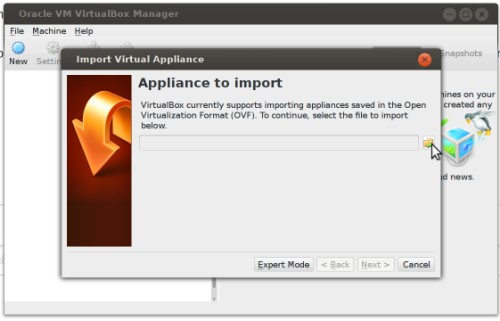 Oracle VM VirtualBox Manager
File Machine Help
New
Snapshots
Import Virtual Appliance
Appliance to import
VirtualBox currently supports importing appliances saved in the Open
Virtualization Format (OVF). To continue, select the file to import
below.
hines on your
created any
d news.
Expert Mode < Back Next > Cancel